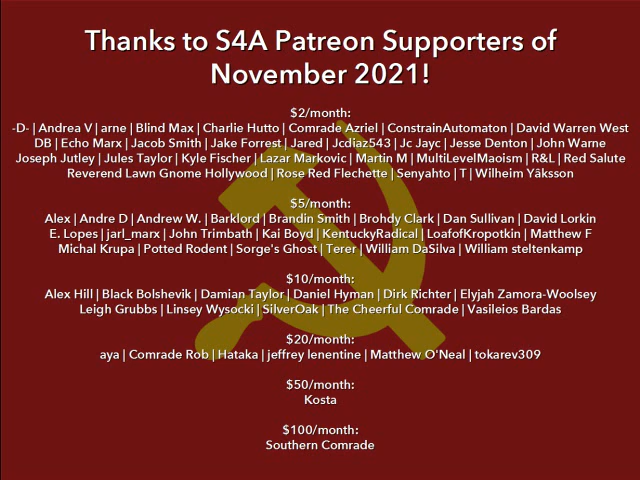 Thanks to S4A Patreon Supporters of
November 2021!
$2/month:
-D- | Andrea V | arne | Blind Max | Charlie Hutto | Comrade Azriel | ConstrainAutomaton | David Warren West
DB | Echo Marx | Jacob Smith | Jake Forrest | Jared | Jcdiaz543 | Jc Jayc | Jesse Denton | John Warne
Joseph Jutley | Jules Taylor | Kyle Fischer | Lazar Markovic | Martin M | MultiLevelMaoism | R&L | Red Salute
Reverend Lawn Gnome Hollywood | Rose Red Flechette | Senyahto | T | Wilheim Yâksson
$5/month:
Alex | Andre D | Andrew W. | Barklord | Brandin Smith | Brohdy Clark | Dan Sullivan | David Lorkin
E. Lopes | jarl_marx | John Trimbath | Kai Boyd | KentuckyRadical | LoafofKropotkin | Matthew F
Michal Krupa | Potted Rodent | Sorge's Ghost | Terer | William DaSilva | William steltenkamp
$10/month:
Alex Hill | Black Bolshevik | Damian Taylor | Daniel Hyman | Dirk Richter | Elyjah Zamora-Woolsey
Leigh Grubbs | Linsey Wysocki | SilverOak | The Cheerful Comrade | Vasileios Bardas
$20/month:
aya | Comrade Rob | Hataka | jeffrey lenentine | Matthew O'Neal | tokarev309
$50/month:
Kosta
$100/month:
Southern Comrade